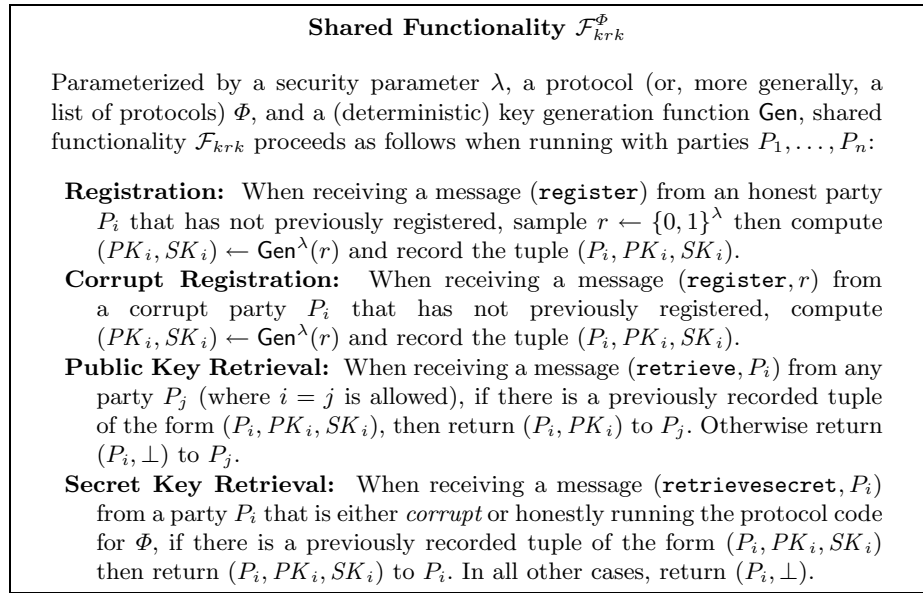 Shared Functionality $\mathcal{F}_{krk}^{\Phi}$
Parameterized by a security parameter λ, a protocol (or, more generally, a
list of protocols) Φ, and a (deterministic) key generation function Gen, shared
functionality $\mathcal{F}_{krk}$ proceeds as follows when running with parties $P_1, \ldots, P_n$:
Registration: When receiving a message (register) from an honest party
$P_i$ that has not previously registered, sample $r \leftarrow \{0,1\}^{\lambda}$ then compute
$(PK_i, SK_i) \leftarrow \mathsf{Gen}^{\lambda}(r)$ and record the tuple $(P_i, PK_i, SK_i)$.
Corrupt Registration: When receiving a message (register, r) from
a corrupt party $P_i$ that has not previously registered, compute
$(PK_i, SK_i) \leftarrow \mathsf{Gen}^{\lambda}(r)$ and record the tuple $(P_i, PK_i, SK_i)$.
Public Key Retrieval: When receiving a message (retrieve, $P_i$) from any
party $P_j$ (where $i = j$ is allowed), if there is a previously recorded tuple
of the form $(P_i, PK_i, SK_i)$, then return $(P_i, PK_i)$ to $P_j$. Otherwise return
$(P_i, \bot)$ to $P_j$.
Secret Key Retrieval: When receiving a message (retrievesecret, $P_i$)
from a party $P_i$ that is either corrupt or honestly running the protocol code
for Φ, if there is a previously recorded tuple of the form $(P_i, PK_i, SK_i)$
then return $(P_i, PK_i, SK_i)$ to $P_i$. In all other cases, return $(P_i, \bot)$.